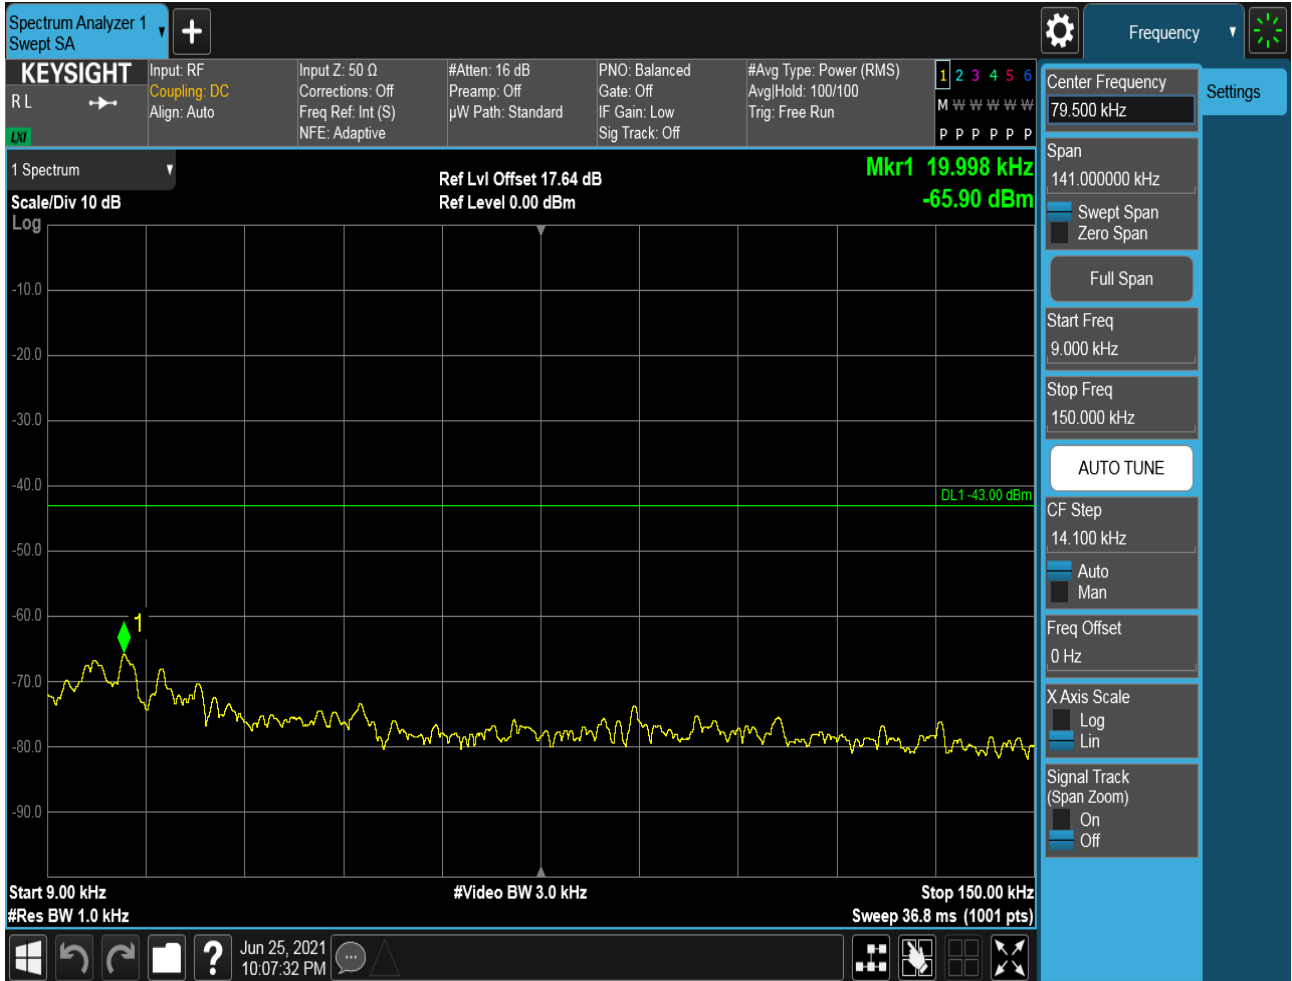 Spectrum Analyzer 1
Swept SA
Frequency
KEYSIGHT
R L
LXI
Input: RF
Coupling: DC
Align: Auto
Input Z: 50 Ω
Corrections: Off
Freq Ref: Int (S)
NFE: Adaptive
#Atten: 16 dB
Preamp: Off
µW Path: Standard
PNO: Balanced
Gate: Off
IF Gain: Low
Sig Track: Off
#Avg Type: Power (RMS)
Avg|Hold: 100/100
Trig: Free Run
1 2 3 4 5 6
M W W W W W
P P P P P P
1 Spectrum
Scale/Div 10 dB
Log
Ref Lvl Offset 17.64 dB
Ref Level 0.00 dBm
Mkr1 19.998 kHz
-65.90 dBm
-10.0
-20.0
-30.0
-40.0
DL1 -43.00 dBm
-50.0
-60.0
1
-70.0
-80.0
-90.0
Start 9.00 kHz
#Video BW 3.0 kHz
Stop 150.00 kHz
#Res BW 1.0 kHz
Sweep 36.8 ms (1001 pts)
Jun 25, 2021
10:07:32 PM
Center Frequency
79.500 kHz
Settings
Span
141.000000 kHz
Swept Span
Zero Span
Full Span
Start Freq
9.000 kHz
Stop Freq
150.000 kHz
AUTO TUNE
CF Step
14.100 kHz
Auto
Man
Freq Offset
0 Hz
X Axis Scale
Log
Lin
Signal Track
(Span Zoom)
On
Off